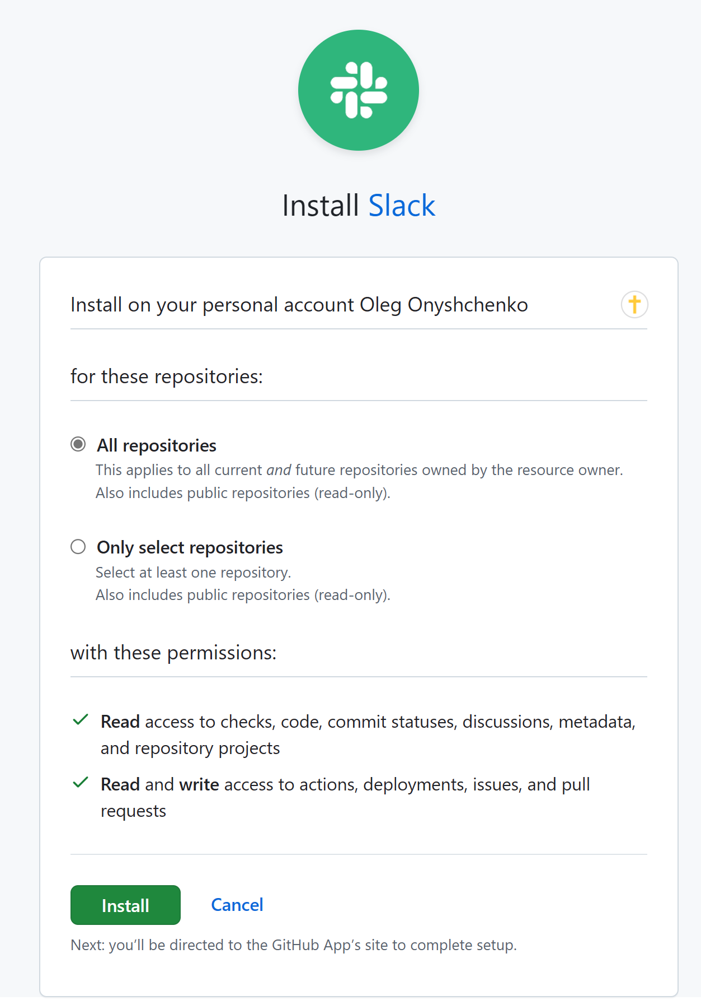 Install Slack
Install on your personal account Oleg Onyshchenko
for these repositories:
All repositories
This applies to all current and future repositories owned by the resource owner.
Also includes public repositories (read-only).
Only select repositories
Select at least one repository.
Also includes public repositories (read-only).
with these permissions:
Read access to checks, code, commit statuses, discussions, metadata,
and repository projects
Read and write access to actions, deployments, issues, and pull
requests
Install Cancel
Next: you’ll be directed to the GitHub App’s site to complete setup.